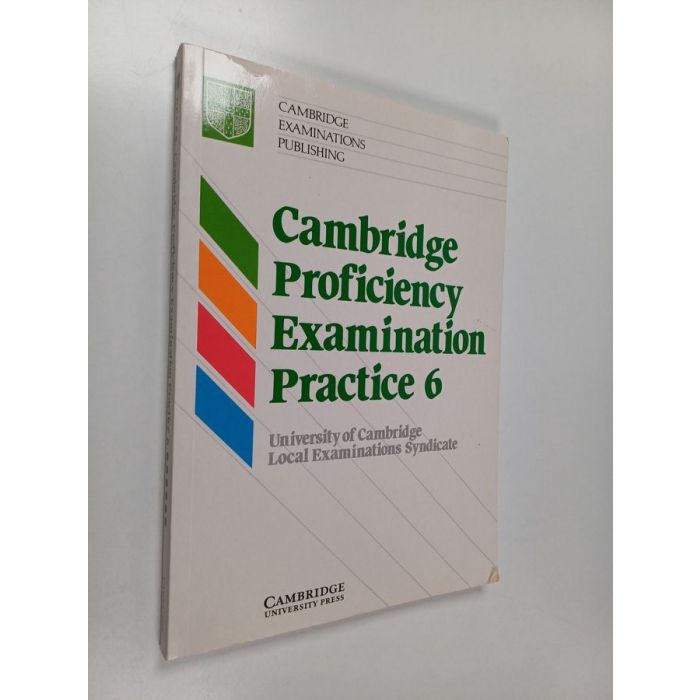 CAMBRIDGE
EXAMINATIONS
PUBLISHING
Cambridge
Proficiency
Examination
Practice 6
University of Cambridge
Local Examinations Syndicate
CAMBRIDGE
UNIVERSITY PRESS